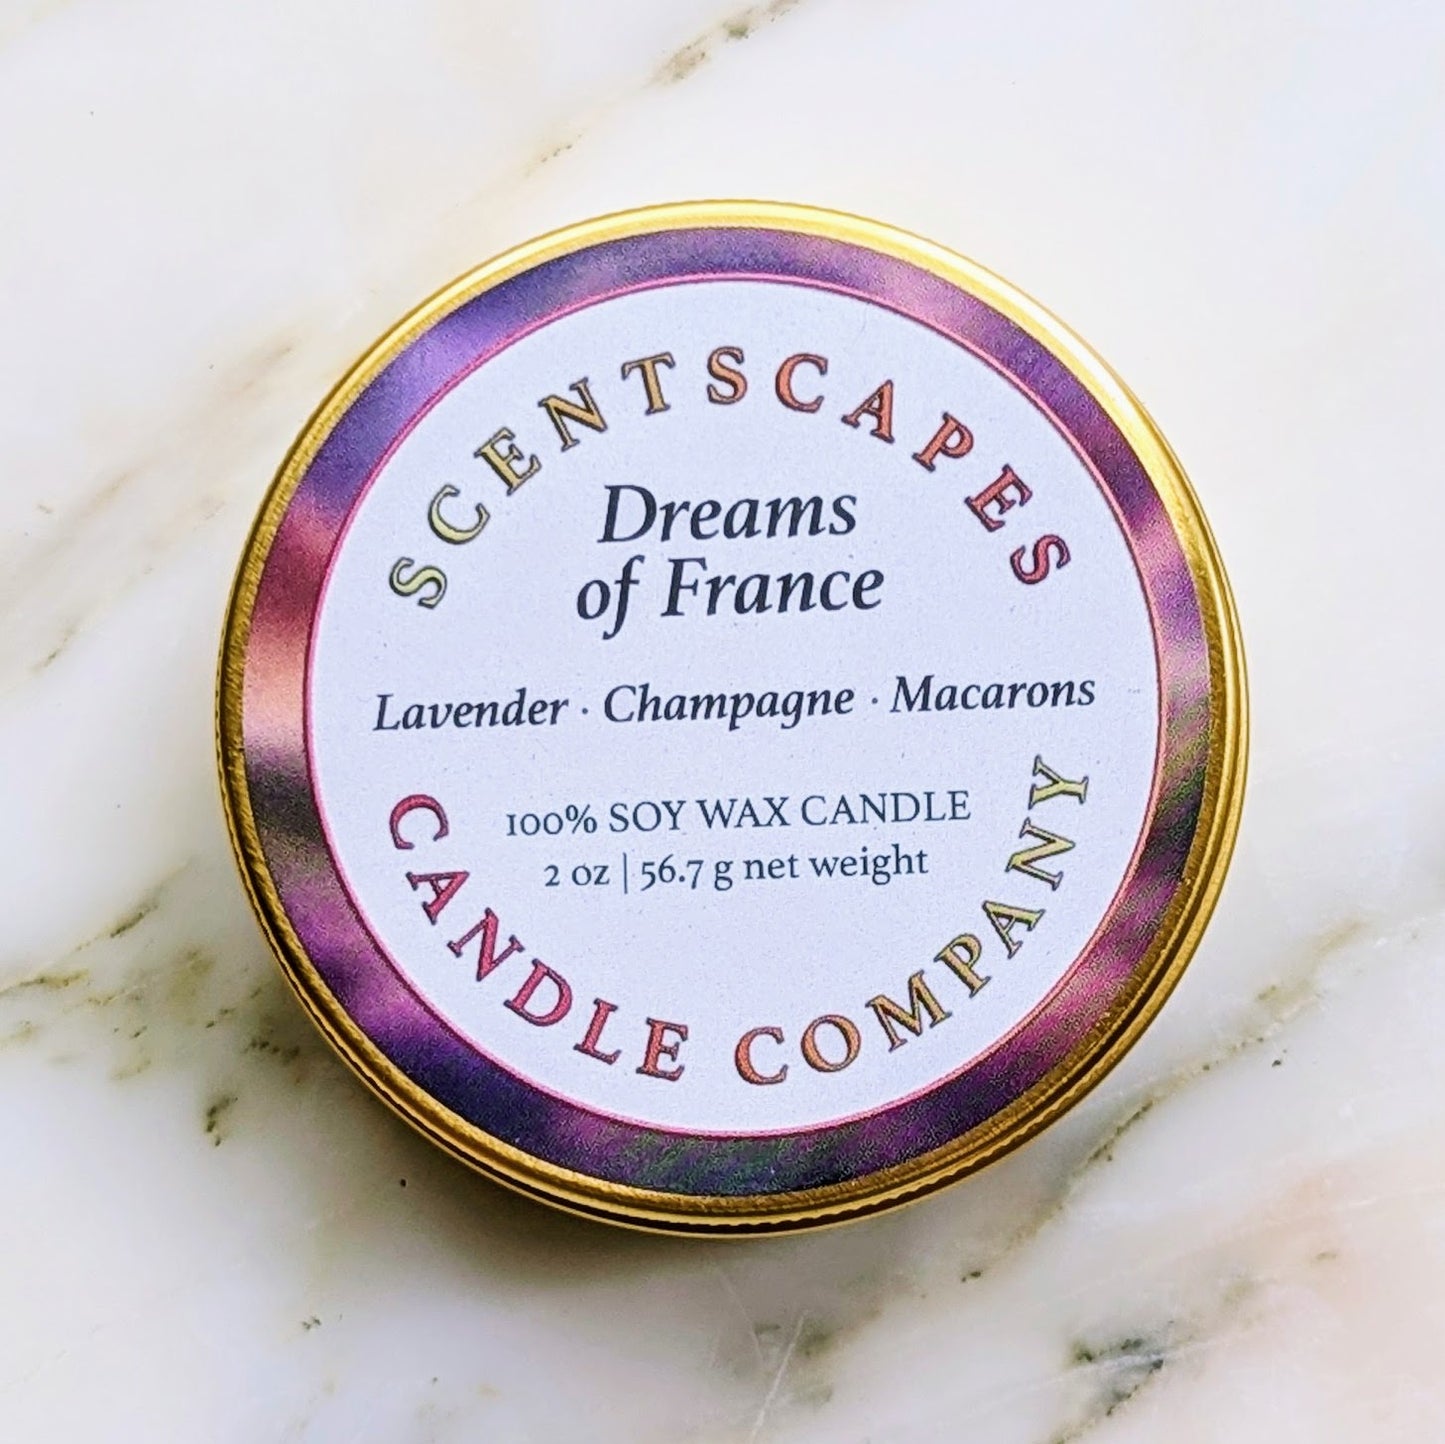 SCENTSCAPES
Dreams
of France
Lavender · Champagne · Macarons
100% SOY WAX CANDLE
2 oz | 56.7 g net weight
CANDLE COMPANY